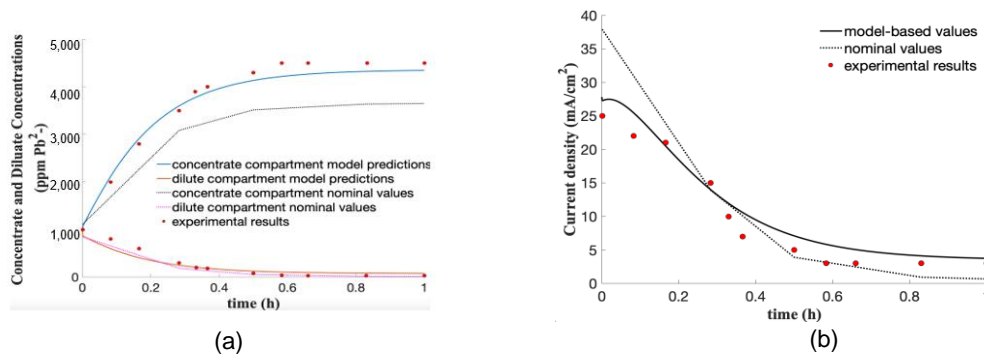 (a)
5,000
4,000
3,000
2,000
1,000
0
Concentrate and Diluate Concentrations
(ppm Pb²-)
concentrate compartment model predictions
dilute compartment model predictions
concentrate compartment nominal values
dilute compartment nominal values
experimental results
0 0.2 0.4 0.6 0.8 1
time (h)
(a)
(b)
40
35
30
25
20
15
10
5
0
Current density (mA/cm²)
model-based values
nominal values
experimental results
0 0.2 0.4 0.6 0.8 1
time (h)
(b)